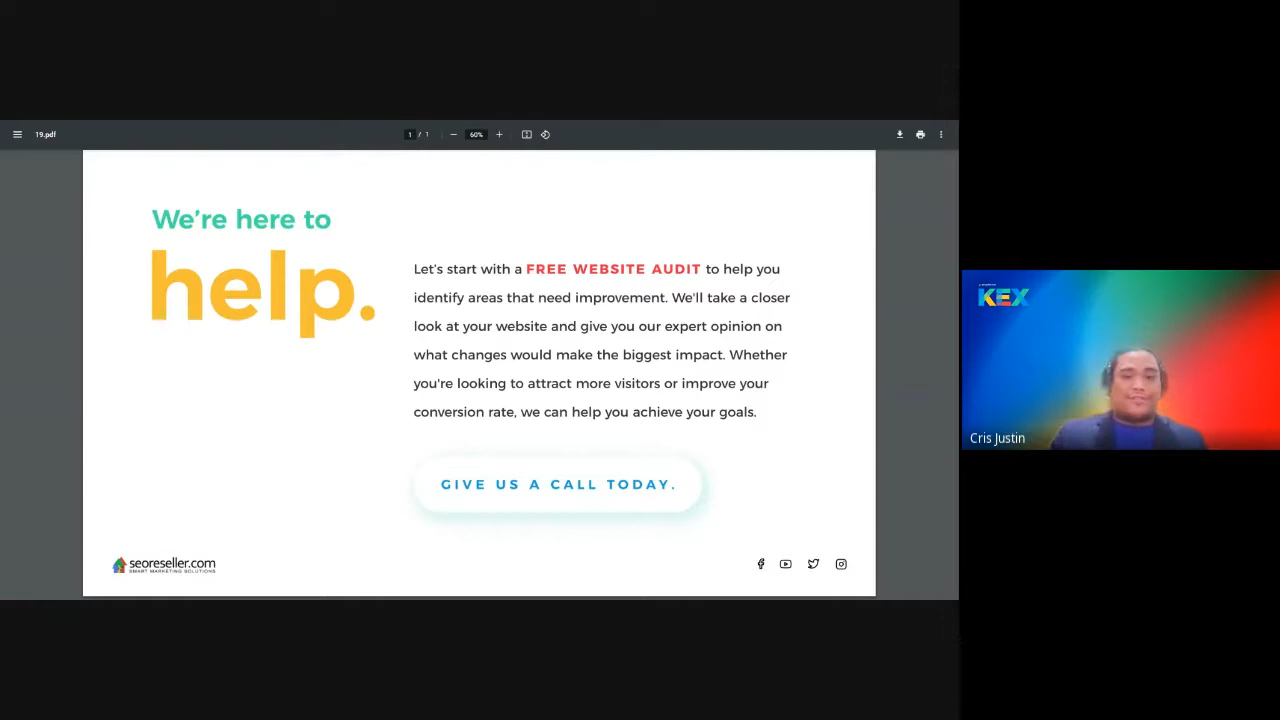 19.pdf
1 / 1
60%
We're here to
help.
Let's start with a FREE WEBSITE AUDIT to help you
identify areas that need improvement. We'll take a closer
look at your website and give you our expert opinion on
what changes would make the biggest impact. Whether
you're looking to attract more visitors or improve your
conversion rate, we can help you achieve your goals.
GIVE US A CALL TODAY.
seoreseller.com
SMART MARKETING SOLUTIONS
KEX
Cris Justin